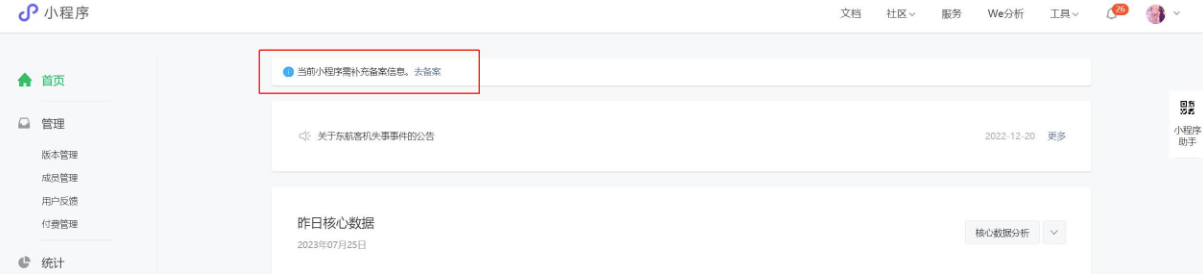 小程序
文档 社区 服务 We分析 工具 26
首页
管理
版本管理
成员管理
用户反馈
付费管理
统计
当前小程序需补充备案信息。去备案
关于东航客机失事事件的公告 2022-12-20 更多
昨日核心数据
2023年07月25日
核心数据分析
小程序
助手